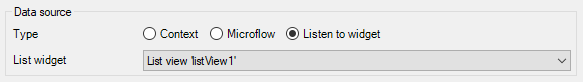 Data source
Type Context Microflow Listen to widget
List widget List view 'listView1'